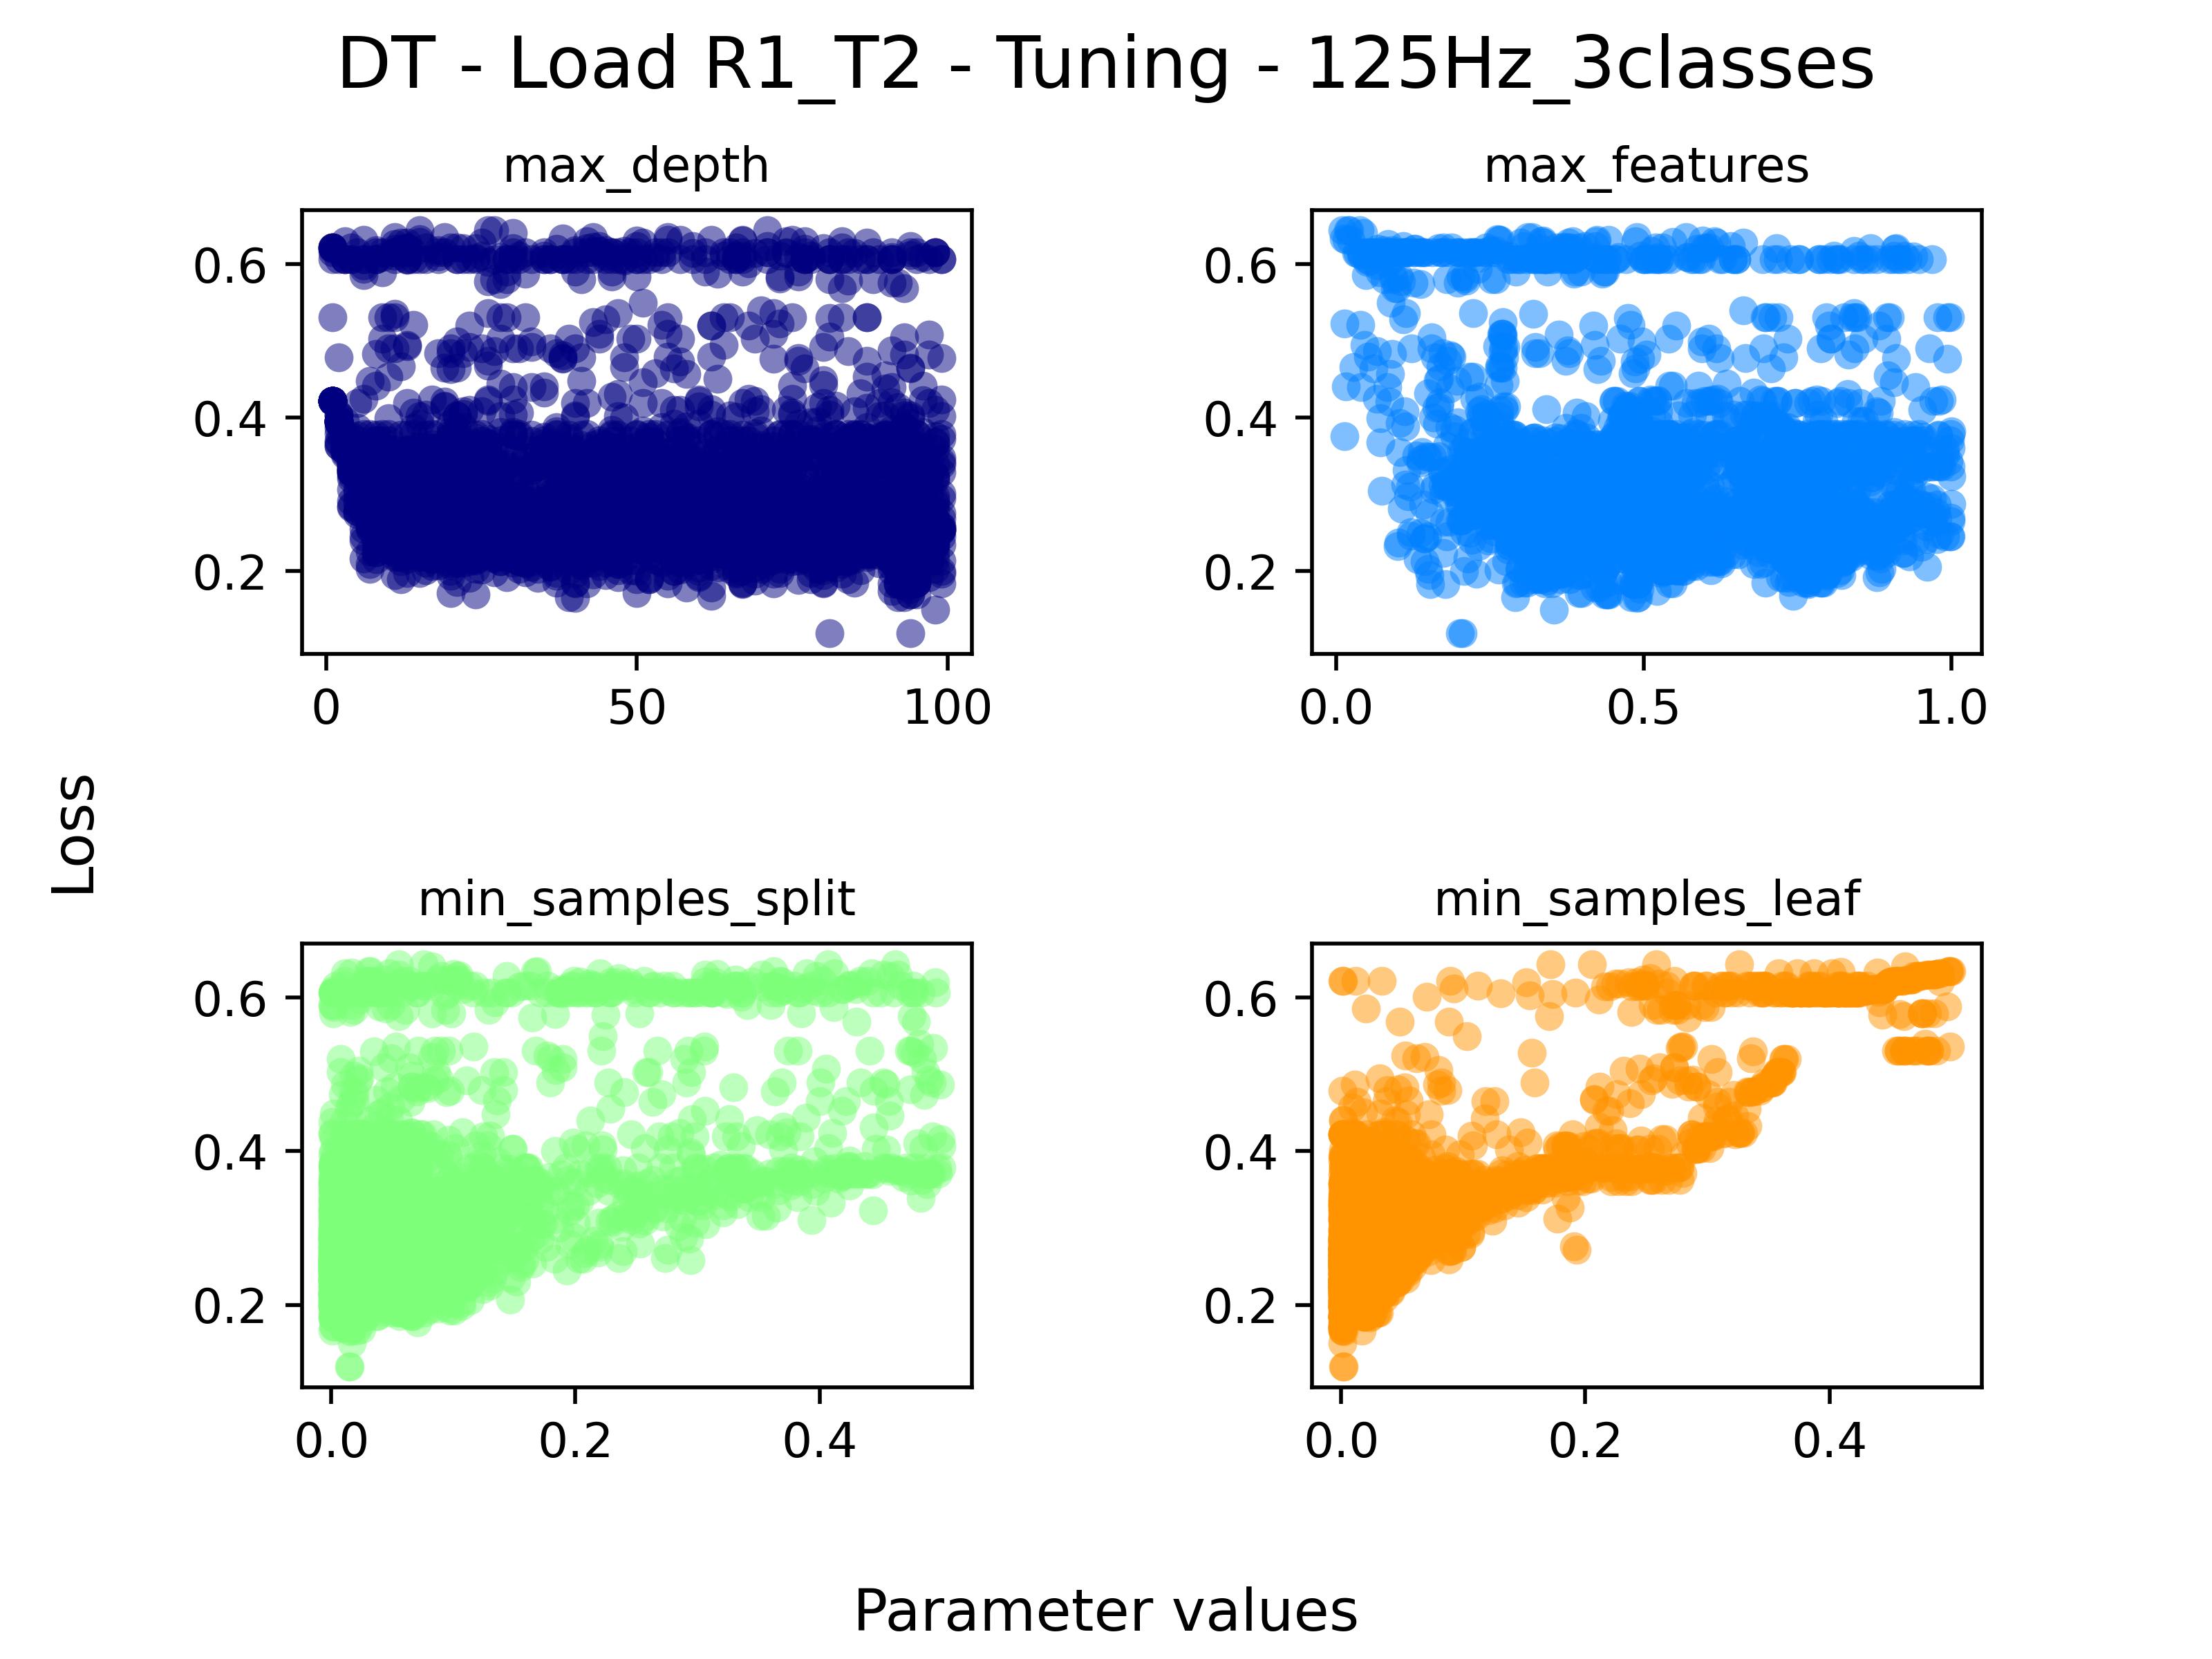 DT - Load R1_T2 - Tuning - 125Hz_3classes
max_depth
max_features
0.6
0.4
0.2
0 50 100
0.6
0.4
0.2
0.0 0.5 1.0
Loss
min_samples_split
min_samples_leaf
0.6
0.4
0.2
0.0 0.2 0.4
0.6
0.4
0.2
0.0 0.2 0.4
Parameter values